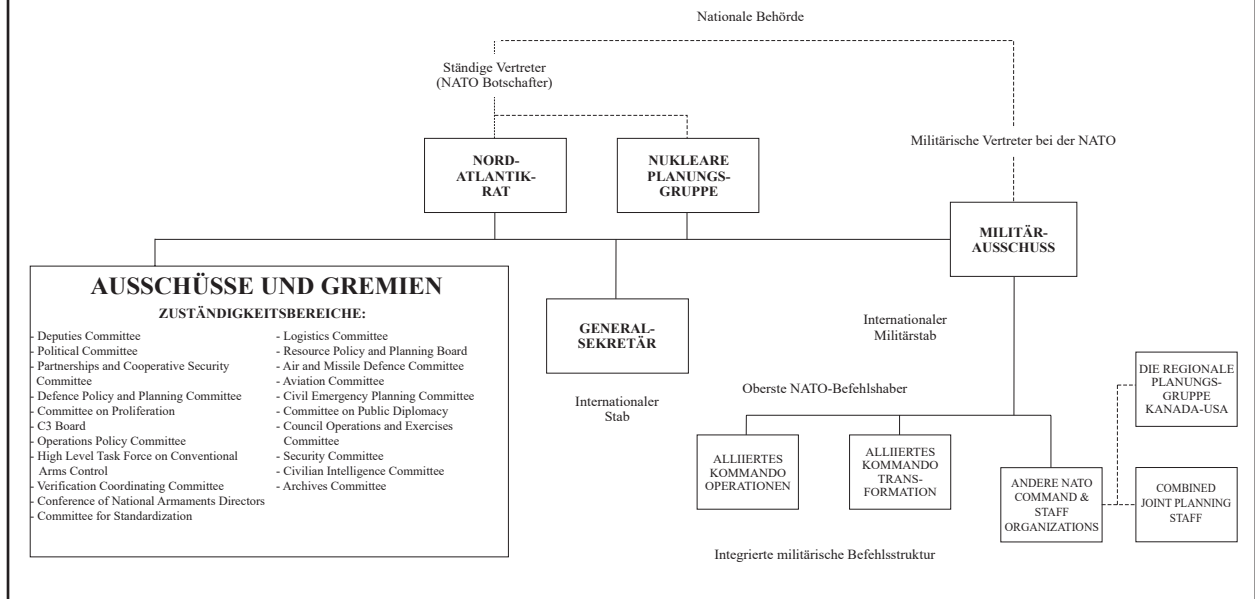 Nationale Behörde
Ständige Vertreter
(NATO Botschafter)
Militärische Vertreter bei der NATO
NORD-
ATLANTIK-
RAT
NUKLEARE
PLANUNGS-
GRUPPE
MILITÄR-
AUSSCHUSS
AUSSCHÜSSE UND GREMIEN
ZUSTÄNDIGKEITSBEREICHE:
- Deputies Committee
- Political Committee
- Partnerships and Cooperative Security
Committee
- Defence Policy and Planning Committee
- Committee on Proliferation
- C3 Board
- Operations Policy Committee
- High Level Task Force on Conventional
Arms Control
- Verification Coordinating Committee
- Conference of National Armaments Directors
- Committee for Standardization
- Logistics Committee
- Resource Policy and Planning Board
- Air and Missile Defence Committee
- Aviation Committee
- Civil Emergency Planning Committee
- Committee on Public Diplomacy
- Council Operations and Exercises
Committee
- Security Committee
- Civilian Intelligence Committee
- Archives Committee
GENERAL-
SEKRETÄR
Internationaler
Stab
Internationaler
Militärstab
Oberste NATO-Befehlshaber
ALLIIERTES
KOMMANDO
OPERATIONEN
ALLIIERTES
KOMMANDO
TRANS-
FORMATION
ANDERE NATO
COMMAND &
STAFF
ORGANIZATIONS
DIE REGIONALE
PLANUNGS-
GRUPPE
KANADA-USA
COMBINED
JOINT PLANNING
STAFF
Integrierte militärische Befehlsstruktur